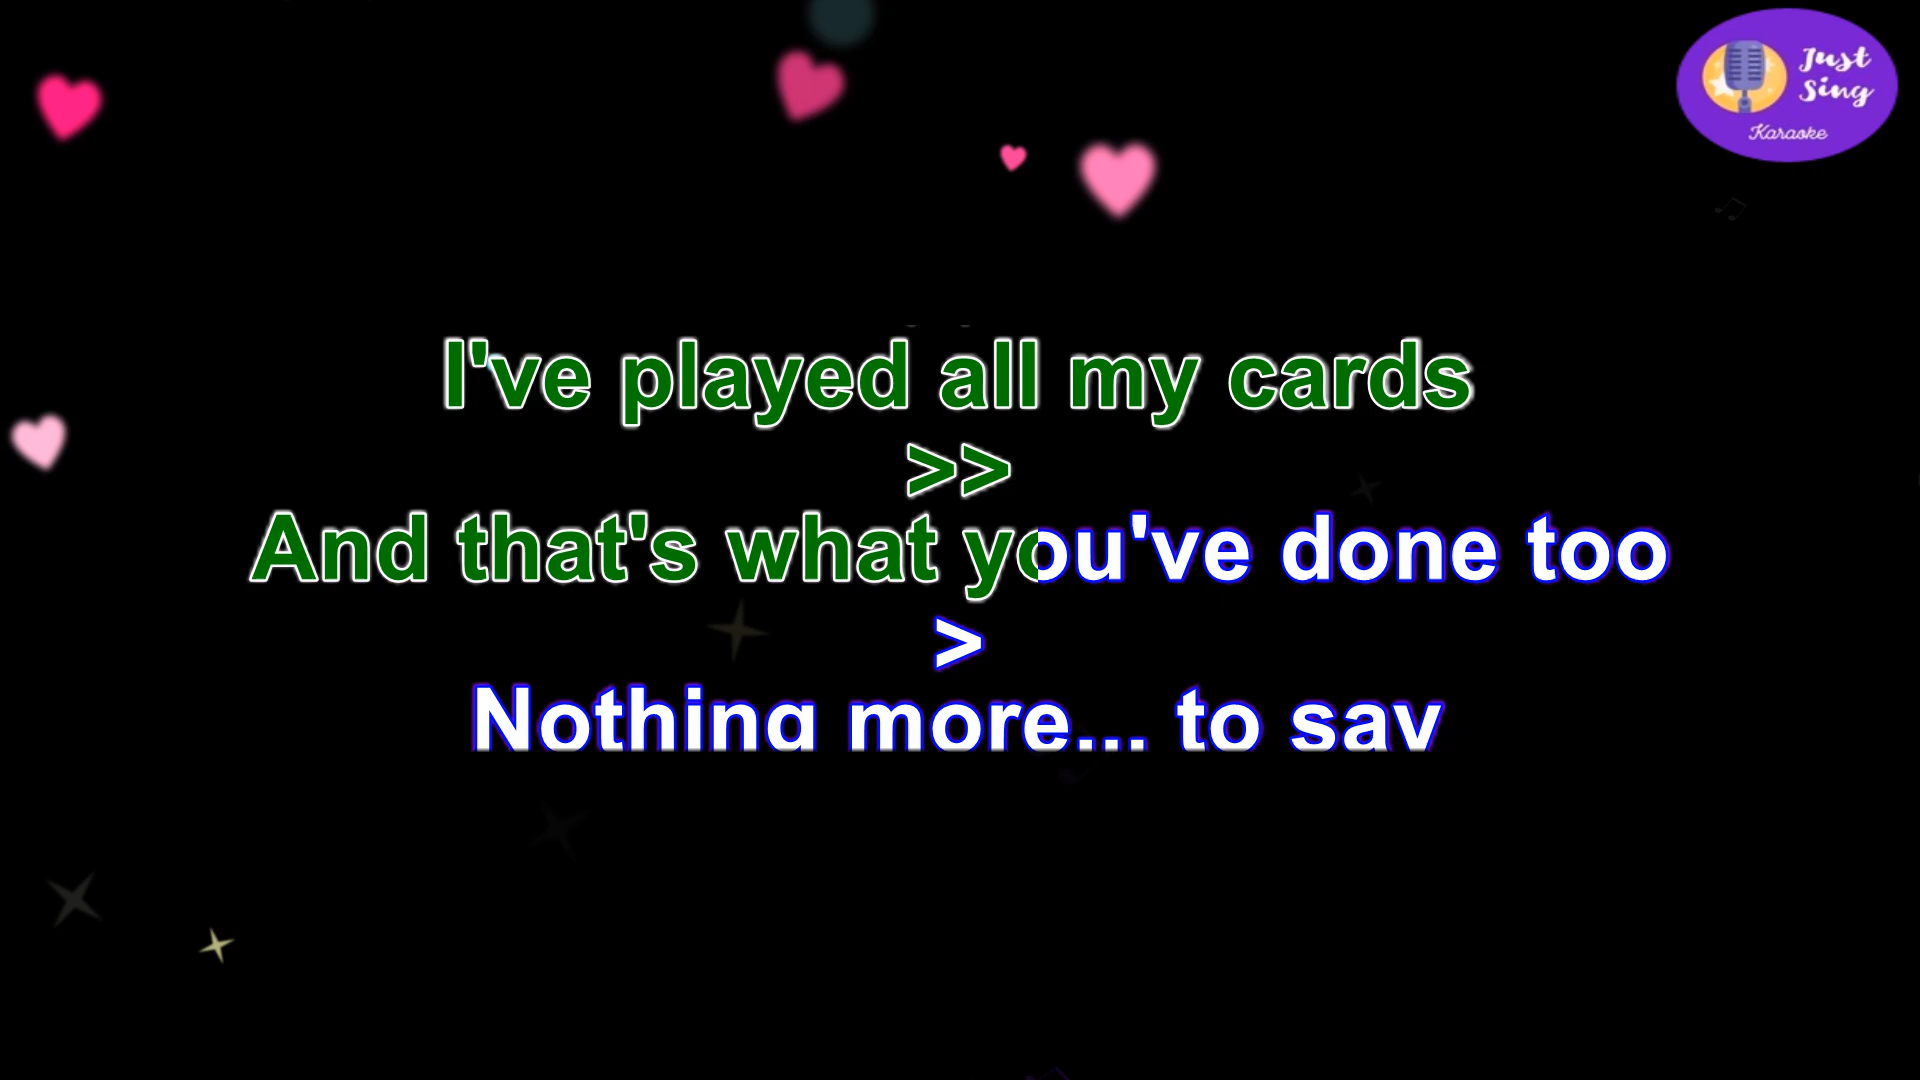 Just
Sing
Karaoke
I've played all my cards
>>
And that's what you've done too
>
Nothing more... to say